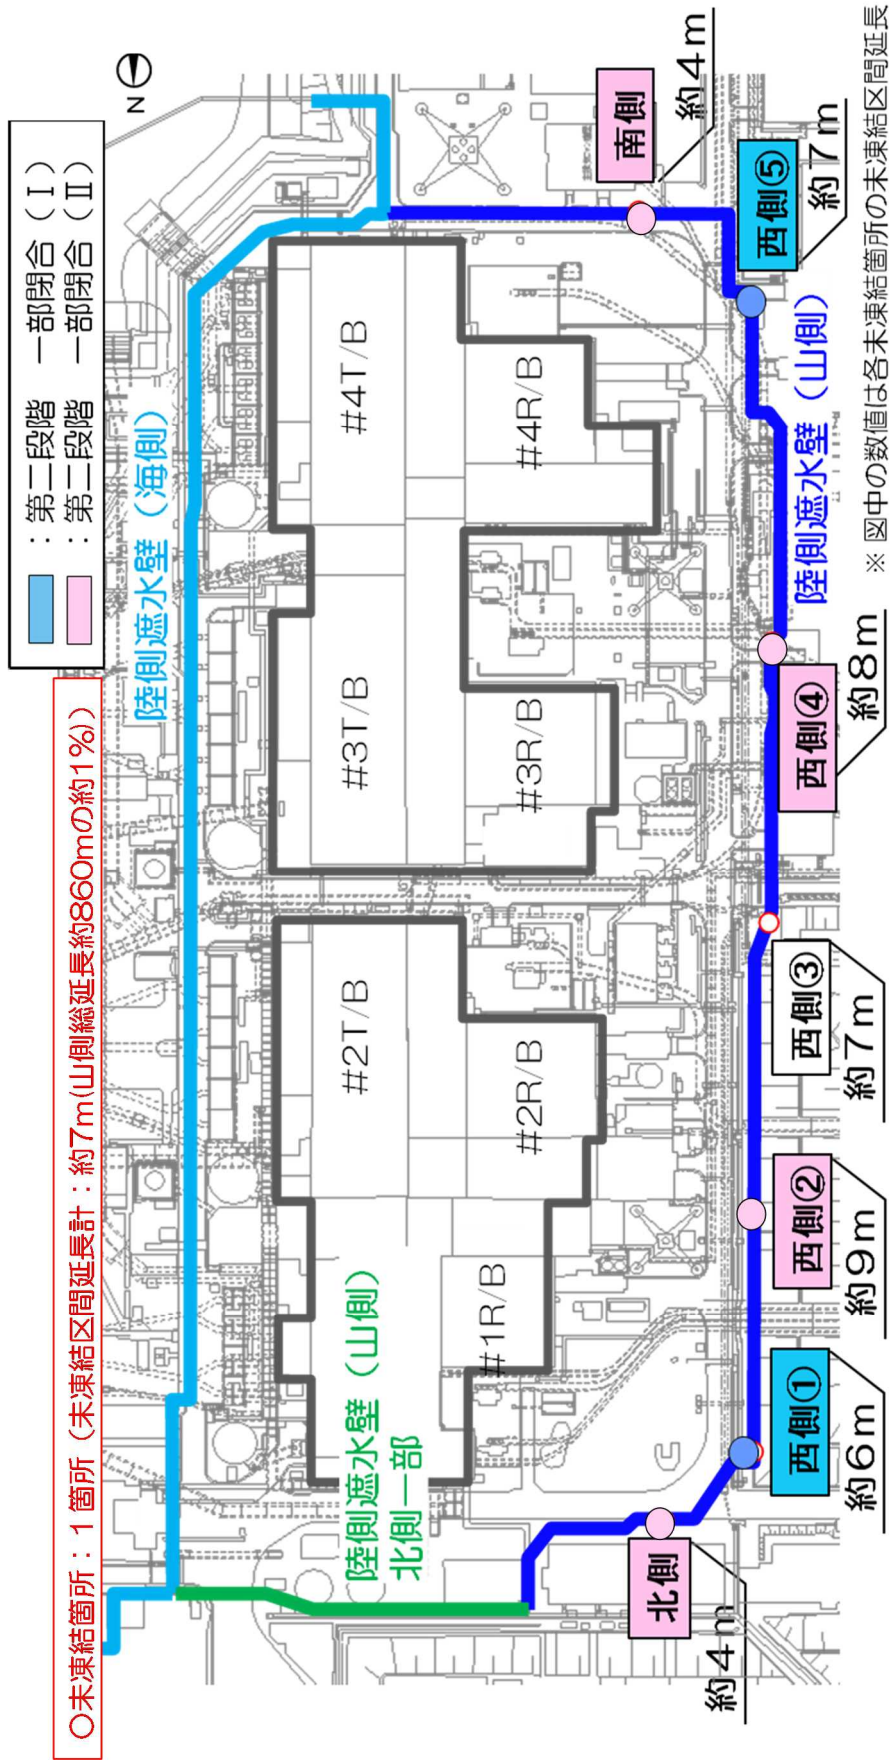 ○未凍結箇所：１箇所（未凍結区間延長計：約7m(山側総延長約860mの約1%)）
：第二段階　一部閉合（Ⅰ）
：第二段階　一部閉合（Ⅱ）
N
陸側遮水壁（海側）
#2T/B
#3T/B
#4T/B
陸側遮水壁（山側）
北側一部
#1R/B
#2R/B
#3R/B
#4R/B
北側
約4m
南側
約4m
陸側遮水壁（山側）
西側①
約6m
西側②
約9m
西側③
約7m
西側④
約8m
西側⑤
約7m
※ 図中の数値は各未凍結箇所の未凍結区間延長